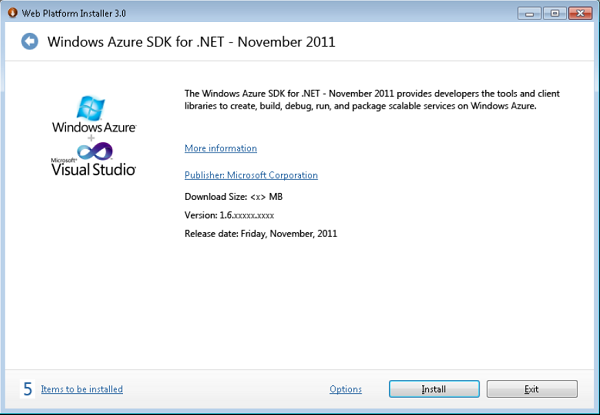 Web Platform Installer 3.0
Windows Azure SDK for .NET - November 2011
The Windows Azure SDK for .NET - November 2011 provides developers the tools and client
libraries to create, build, debug, run, and package scalable services on Windows Azure.
Windows Azure
+
Microsoft
Visual Studio
More information
Publisher: Microsoft Corporation
Download Size: <x> MB
Version: 1.6.xxxxx.xxxx
Release date: Friday, November, 2011
5 Items to be installed
Options
Install
Exit